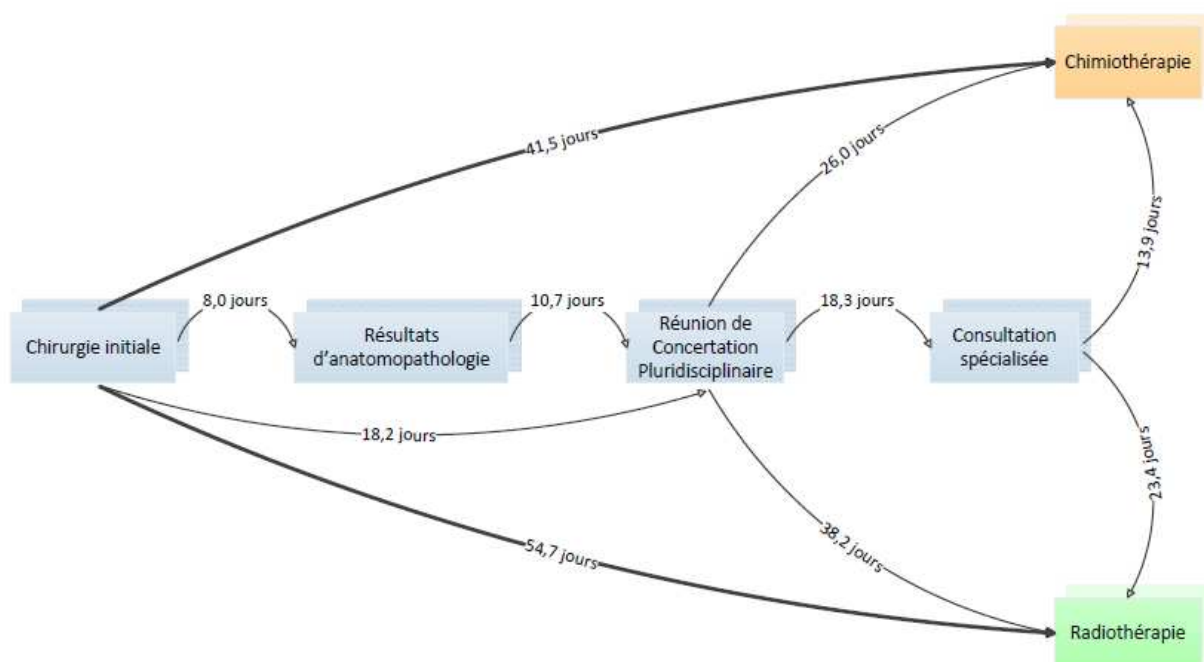 Chimiothérapie
41,5 jours
26,0 jours
13,9 jours
8,0 jours
10,7 jours
18,3 jours
Chirurgie initiale
Résultats
d'anatomopathologie
Réunion de
Concertation
Pluridisciplinaire
Consultation
spécialisée
18,2 jours
23,4 jours
38,2 jours
54,7 jours
Radiothérapie